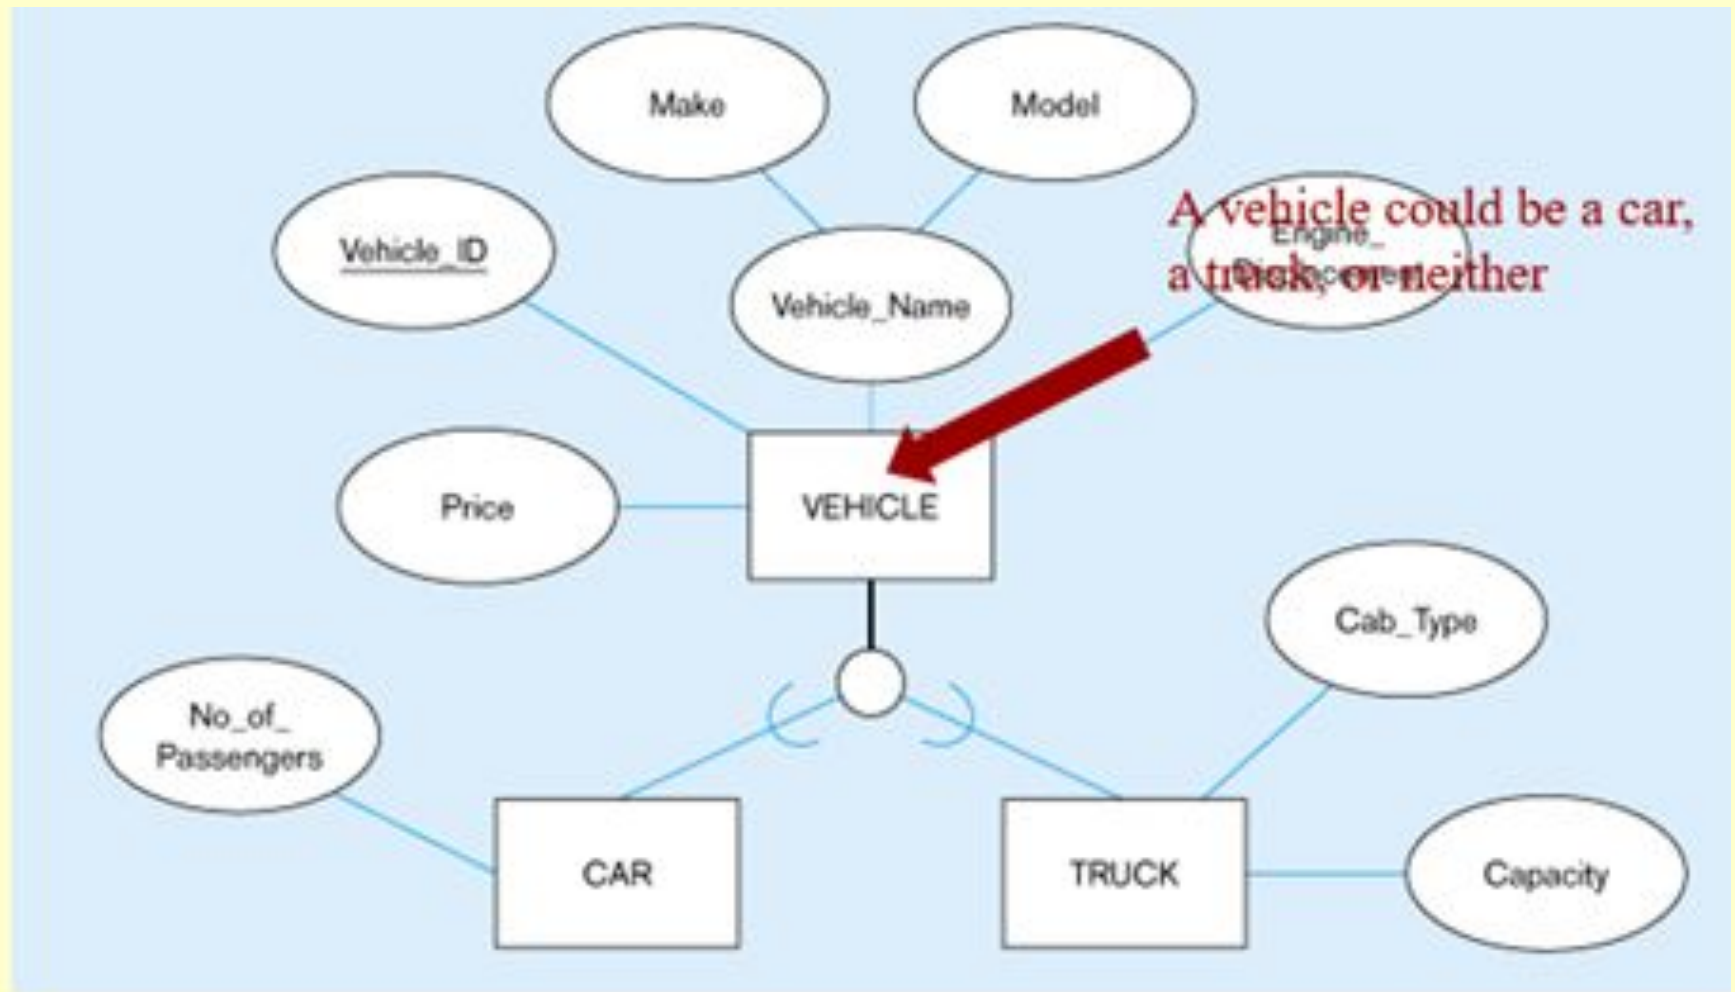 Make
Model
A vehicle could be a car,
a truck, or neither
Vehicle_ID
Engine_
Vehicle_Name
Price
VEHICLE
Cab_Type
No_of_
Passengers
CAR
TRUCK
Capacity